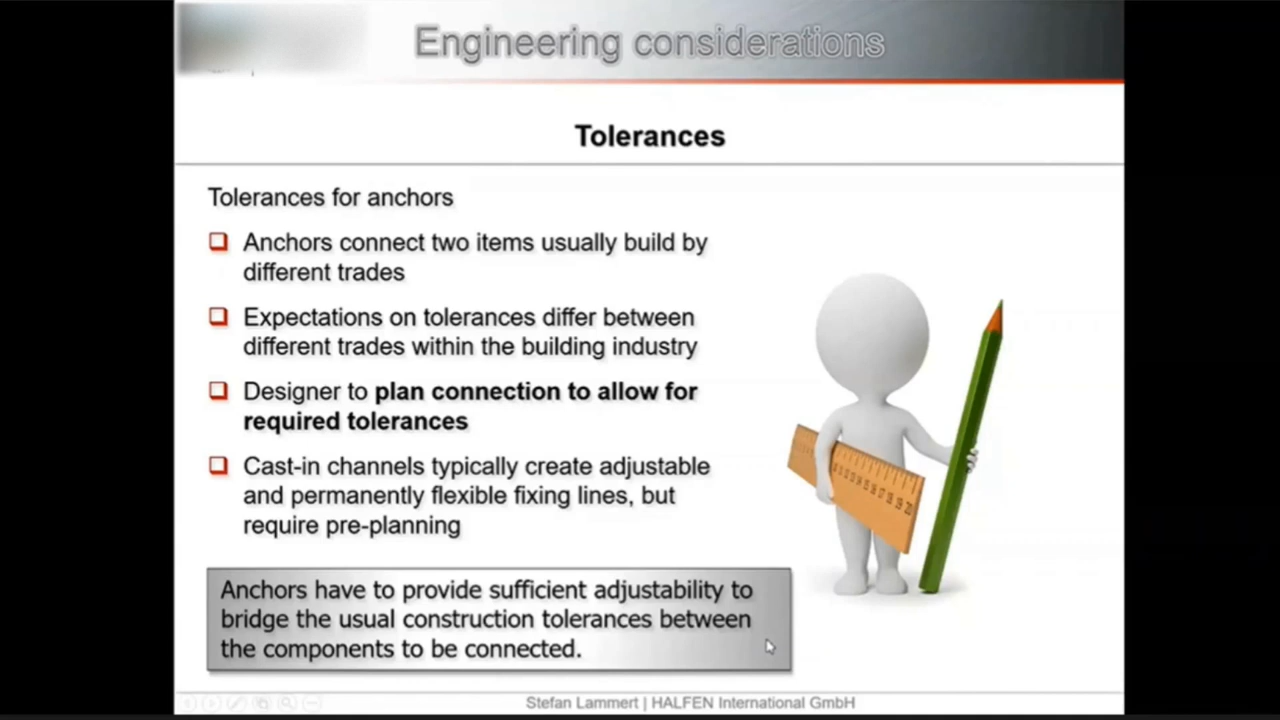 Engineering considerations
Tolerances
Tolerances for anchors
Anchors connect two items usually build by
different trades
Expectations on tolerances differ between
different trades within the building industry
Designer to plan connection to allow for
required tolerances
Cast-in channels typically create adjustable
and permanently flexible fixing lines, but
require pre-planning
Anchors have to provide sufficient adjustability to
bridge the usual construction tolerances between
the components to be connected.
Stefan Lammert | HALFEN International GmbH